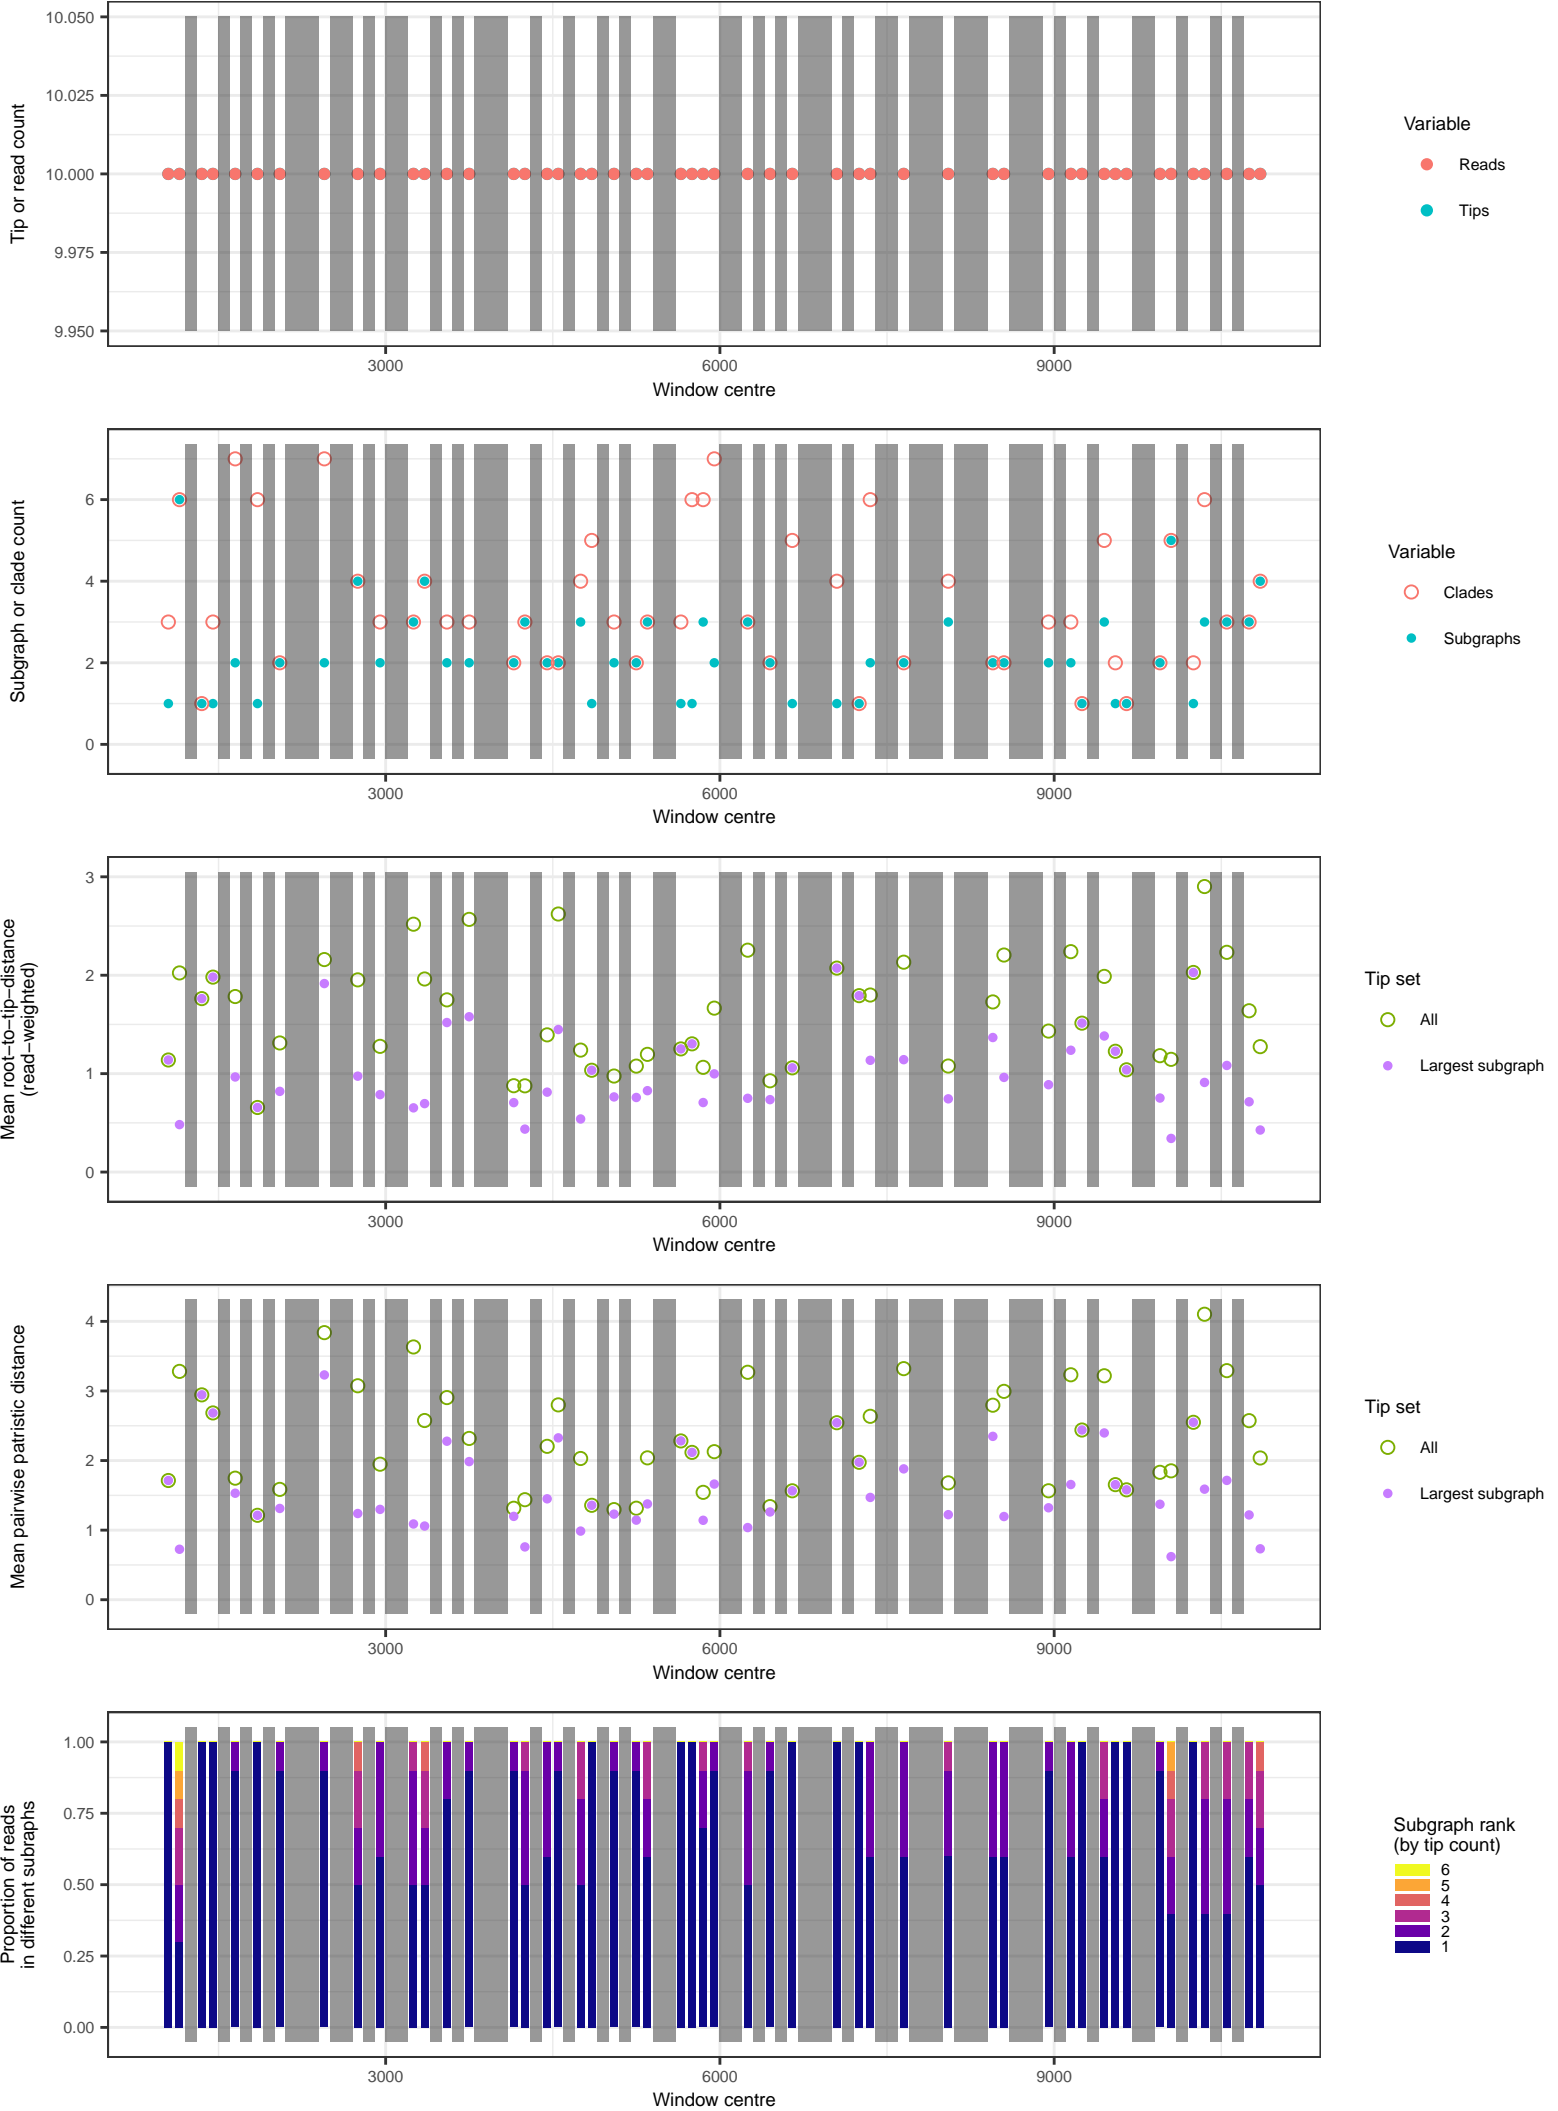 10.050
10.025
10.000
9.975
9.950
Tip or read count
3000 6000 9000
Window centre
Variable
Reads
Tips
6
4
2
0
Subgraph or clade count
3000 6000 9000
Window centre
Variable
Clades
Subgraphs
3
2
1
0
Mean root-to-tip-distance
(read-weighted)
3000 6000 9000
Window centre
Tip set
All
Largest subgraph
4
3
2
1
0
Mean pairwise patristic distance
3000 6000 9000
Window centre
Tip set
All
Largest subgraph
1.00
0.75
0.50
0.25
0.00
Proportion of reads
in different subraphs
3000 6000 9000
Window centre
Subgraph rank
(by tip count)
6
5
4
3
2
1